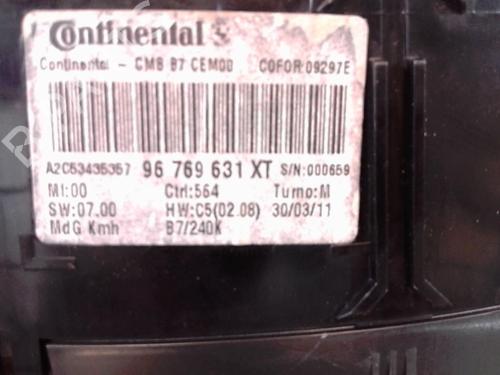 Continental
Continental - CMB B7 CEM00 COFOR:09297E
A2C53435357 96 769 631 XT S/N:000659
MI:00 Ctrl:564 Turno:M
SW:07.00 HW:C5(02.08) 30/03/11
MdG Kmh B7/240K